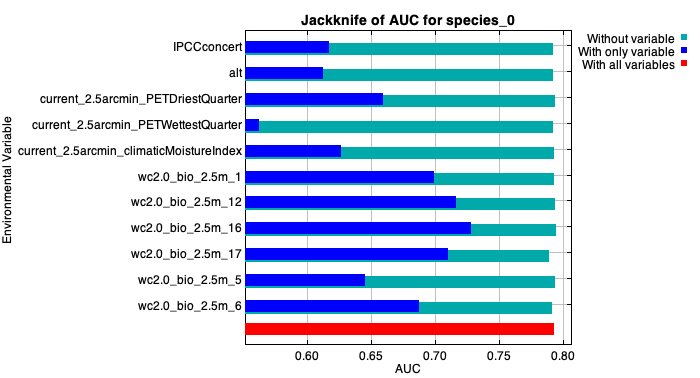 Jackknife of AUC for species_0
Without variable
With only variable
With all variables
Environmental Variable
IPCCconcert
alt
current_2.5arcmin_PETDriestQuarter
current_2.5arcmin_PETWettestQuarter
current_2.5arcmin_climaticMoistureIndex
wc2.0_bio_2.5m_1
wc2.0_bio_2.5m_12
wc2.0_bio_2.5m_16
wc2.0_bio_2.5m_17
wc2.0_bio_2.5m_5
wc2.0_bio_2.5m_6
0.60 0.65 0.70 0.75 0.80
AUC